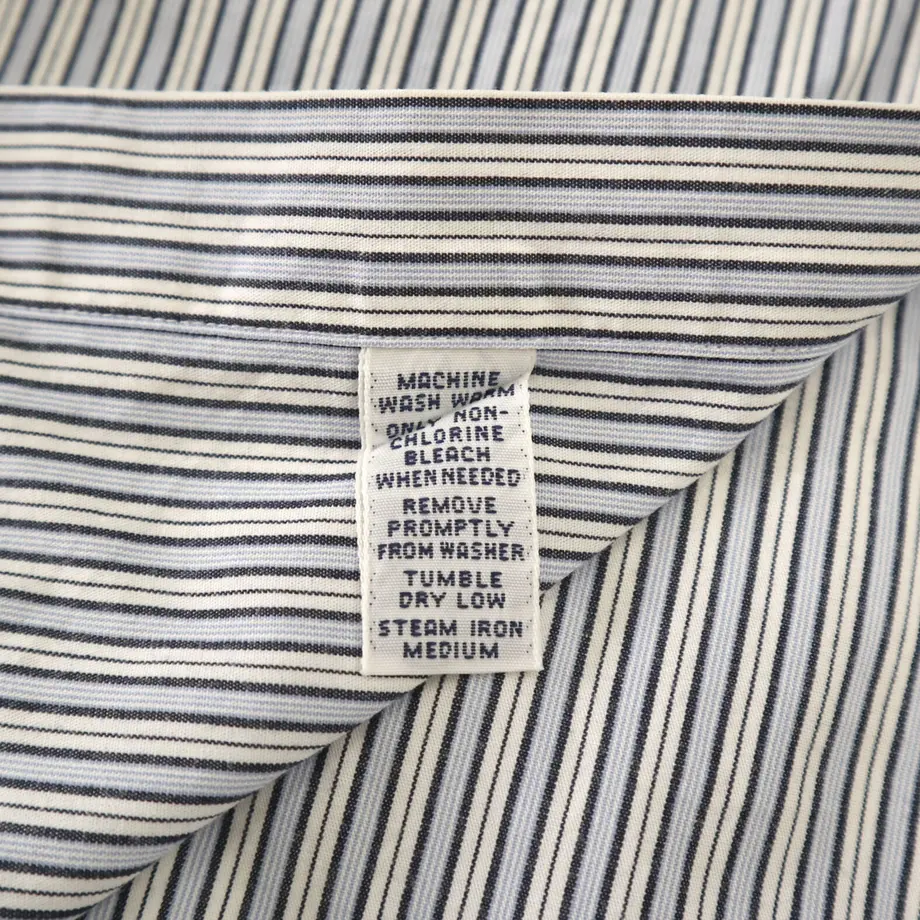 MACHINE
WASH WARM
ONLY NON-
CHLORINE
BLEACH
WHEN NEEDED
REMOVE
PROMPTLY
FROM WASHER
TUMBLE
DRY LOW
STEAM IRON
MEDIUM